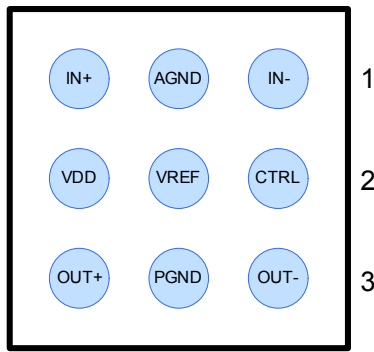 IN+ AGND IN- 1
VDD VREF CTRL 2
OUT+ PGND OUT- 3